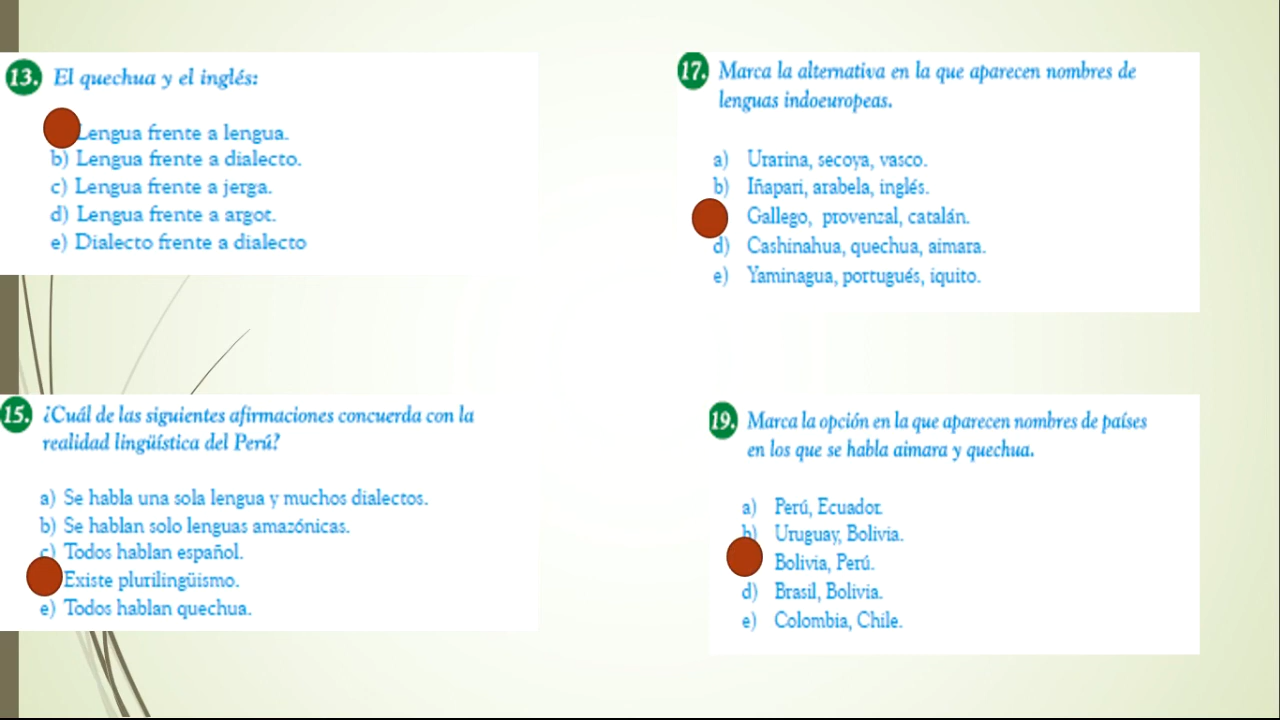 13. El quechua y el inglés:
Lengua frente a lengua.
b) Lengua frente a dialecto.
c) Lengua frente a jerga.
d) Lengua frente a argot.
e) Dialecto frente a dialecto
15. ¿Cuál de las siguientes afirmaciones concuerda con la
realidad lingüística del Perú?
a) Se habla una sola lengua y muchos dialectos.
b) Se hablan solo lenguas amazónicas.
c) Todos hablan español.
Existe plurilingüismo.
e) Todos hablan quechua.
17. Marca la alternativa en la que aparecen nombres de
lenguas indoeuropeas.
a) Urarina, secoya, vasco.
b) Iñapari, arabela, inglés.
Gallego, provenzal, catalán.
d) Cashinahua, quechua, aimara.
e) Yaminagua, portugués, iquito.
19. Marca la opción en la que aparecen nombres de países
en los que se habla aimara y quechua.
a) Perú, Ecuador.
b) Uruguay, Bolivia.
Bolivia, Perú.
d) Brasil, Bolivia.
e) Colombia, Chile.